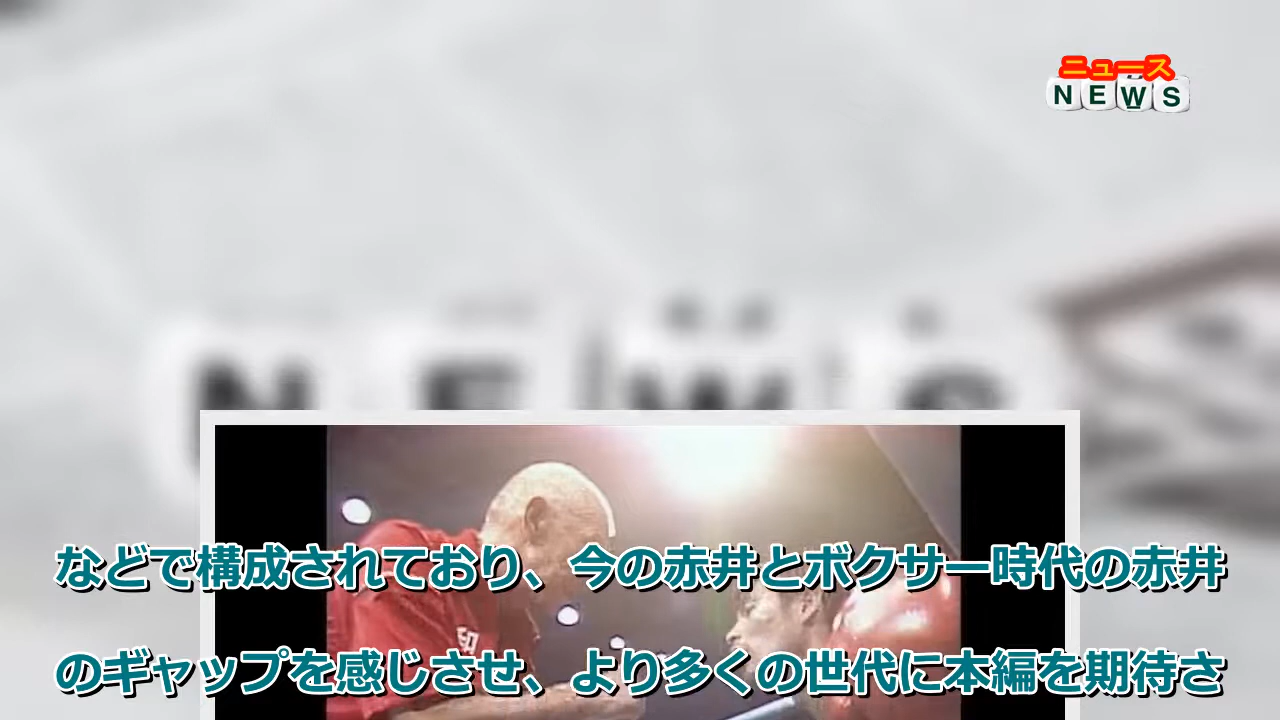 ニュース
NEWS
NEWS
などで構成されており、今の赤井とボクサー時代の赤井
のギャップを感じさせ、より多くの世代に本編を期待さ